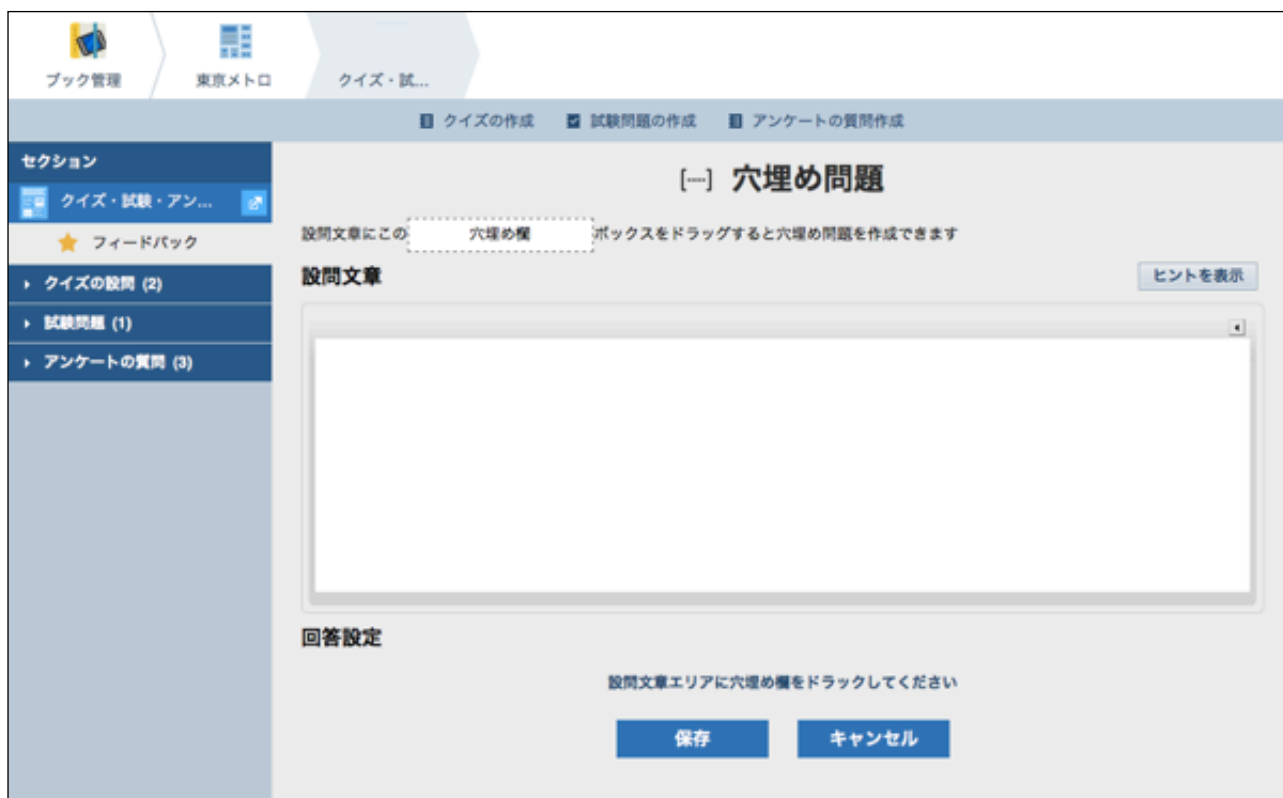 ブック管理
東京メトロ
クイズ・試...
クイズの作成
試験問題の作成
アンケートの質問作成
セクション
クイズ・試験・アン...
フィードバック
クイズの設問 (2)
試験問題 (1)
アンケートの質問 (3)
[---] 穴埋め問題
設問文章にこの 穴埋め欄 ボックスをドラッグすると穴埋め問題を作成できます
設問文章
ヒントを表示
回答設定
設問文章エリアに穴埋め欄をドラックしてください
保存
キャンセル